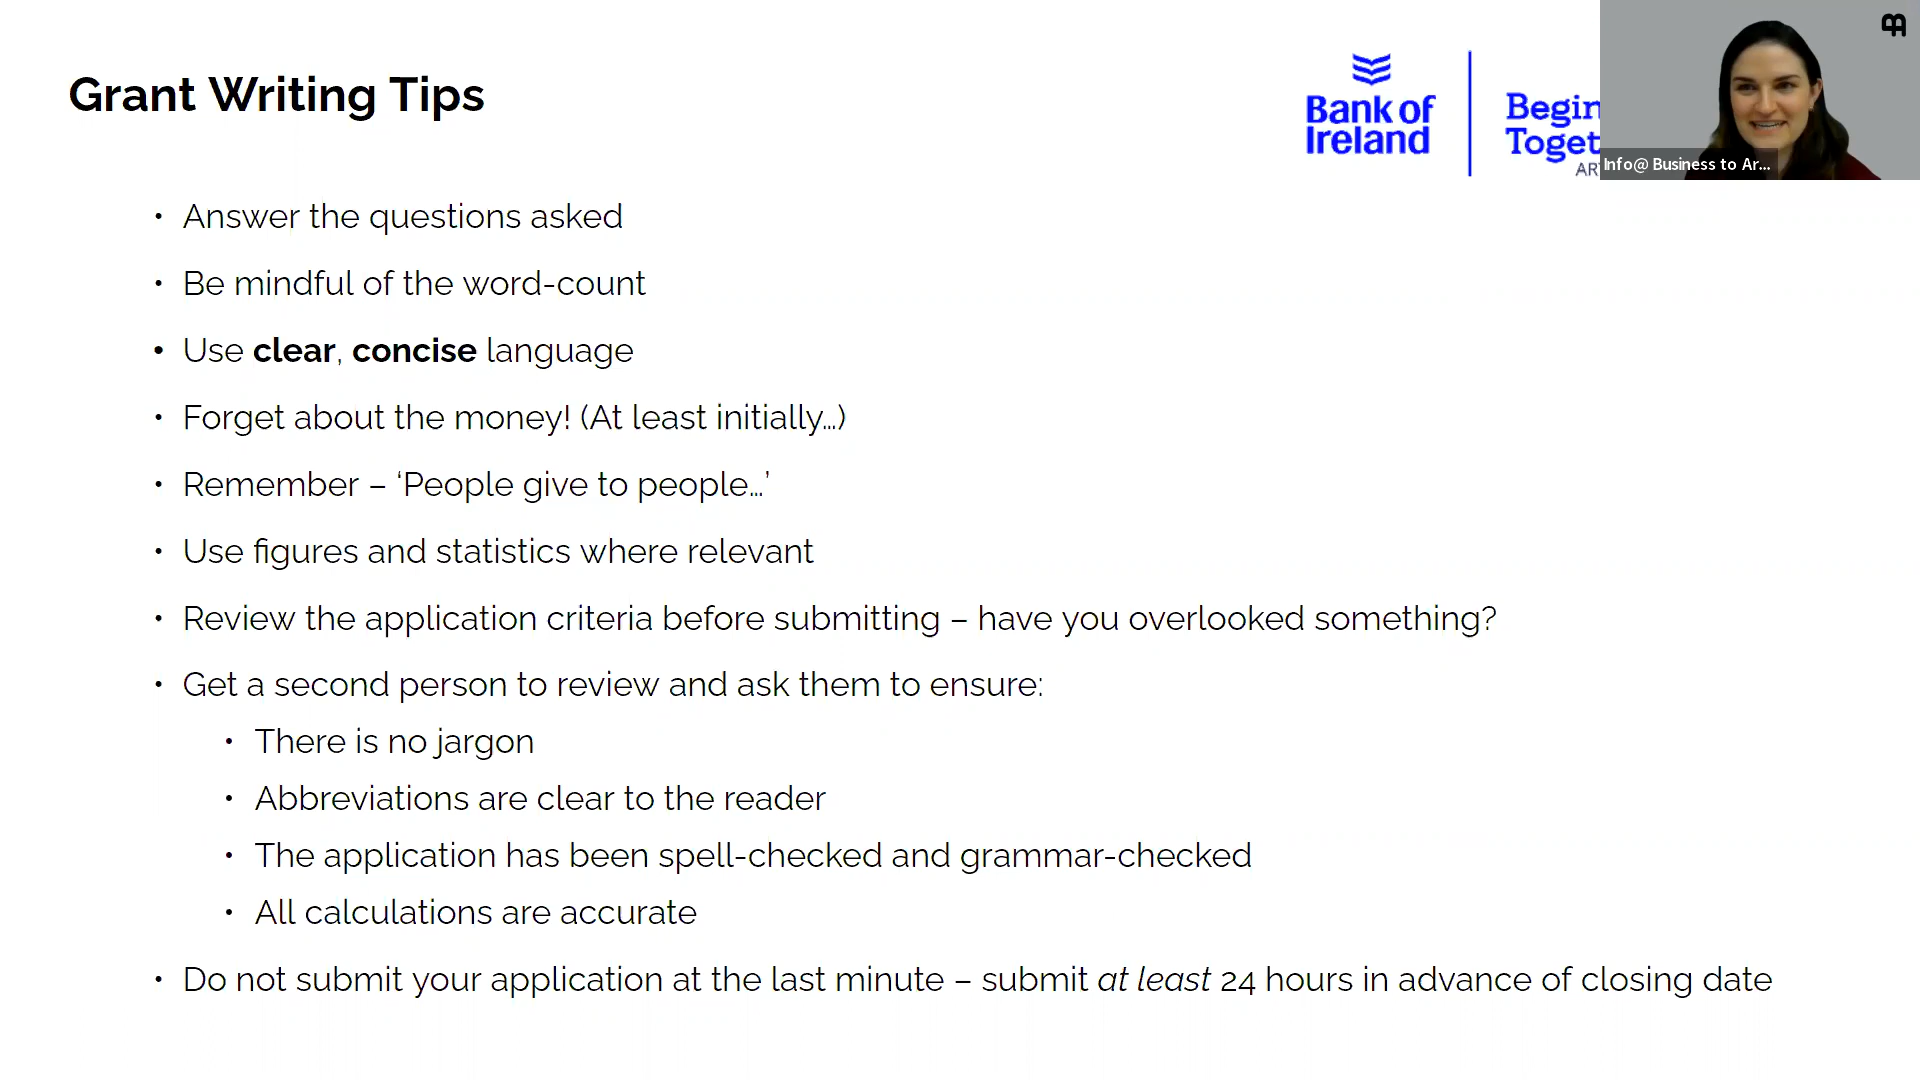 Grant Writing Tips
Bank of
Ireland
Begin
Toget
AR
Info@ Business to Ar...
• Answer the questions asked
• Be mindful of the word-count
• Use clear, concise language
• Forget about the money! (At least initially…)
• Remember – ‘People give to people…’
• Use figures and statistics where relevant
• Review the application criteria before submitting – have you overlooked something?
• Get a second person to review and ask them to ensure:
• There is no jargon
• Abbreviations are clear to the reader
• The application has been spell-checked and grammar-checked
• All calculations are accurate
• Do not submit your application at the last minute – submit at least 24 hours in advance of closing date